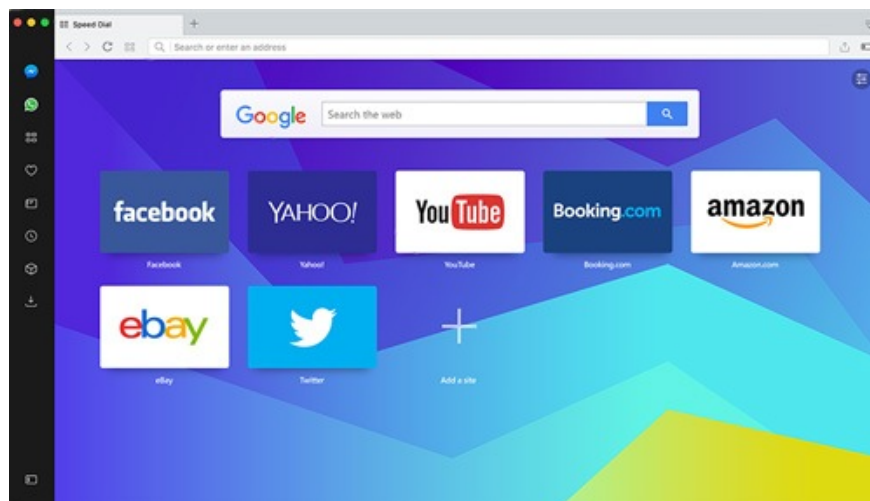 Speed Dial
Search or enter an address
Google
Search the web
facebook
YAHOO!
YouTube
Booking.com
amazon
Facebook
Yahoo!
YouTube
Booking.com
Amazon.com
ebay
eBay
Twitter
Add a site